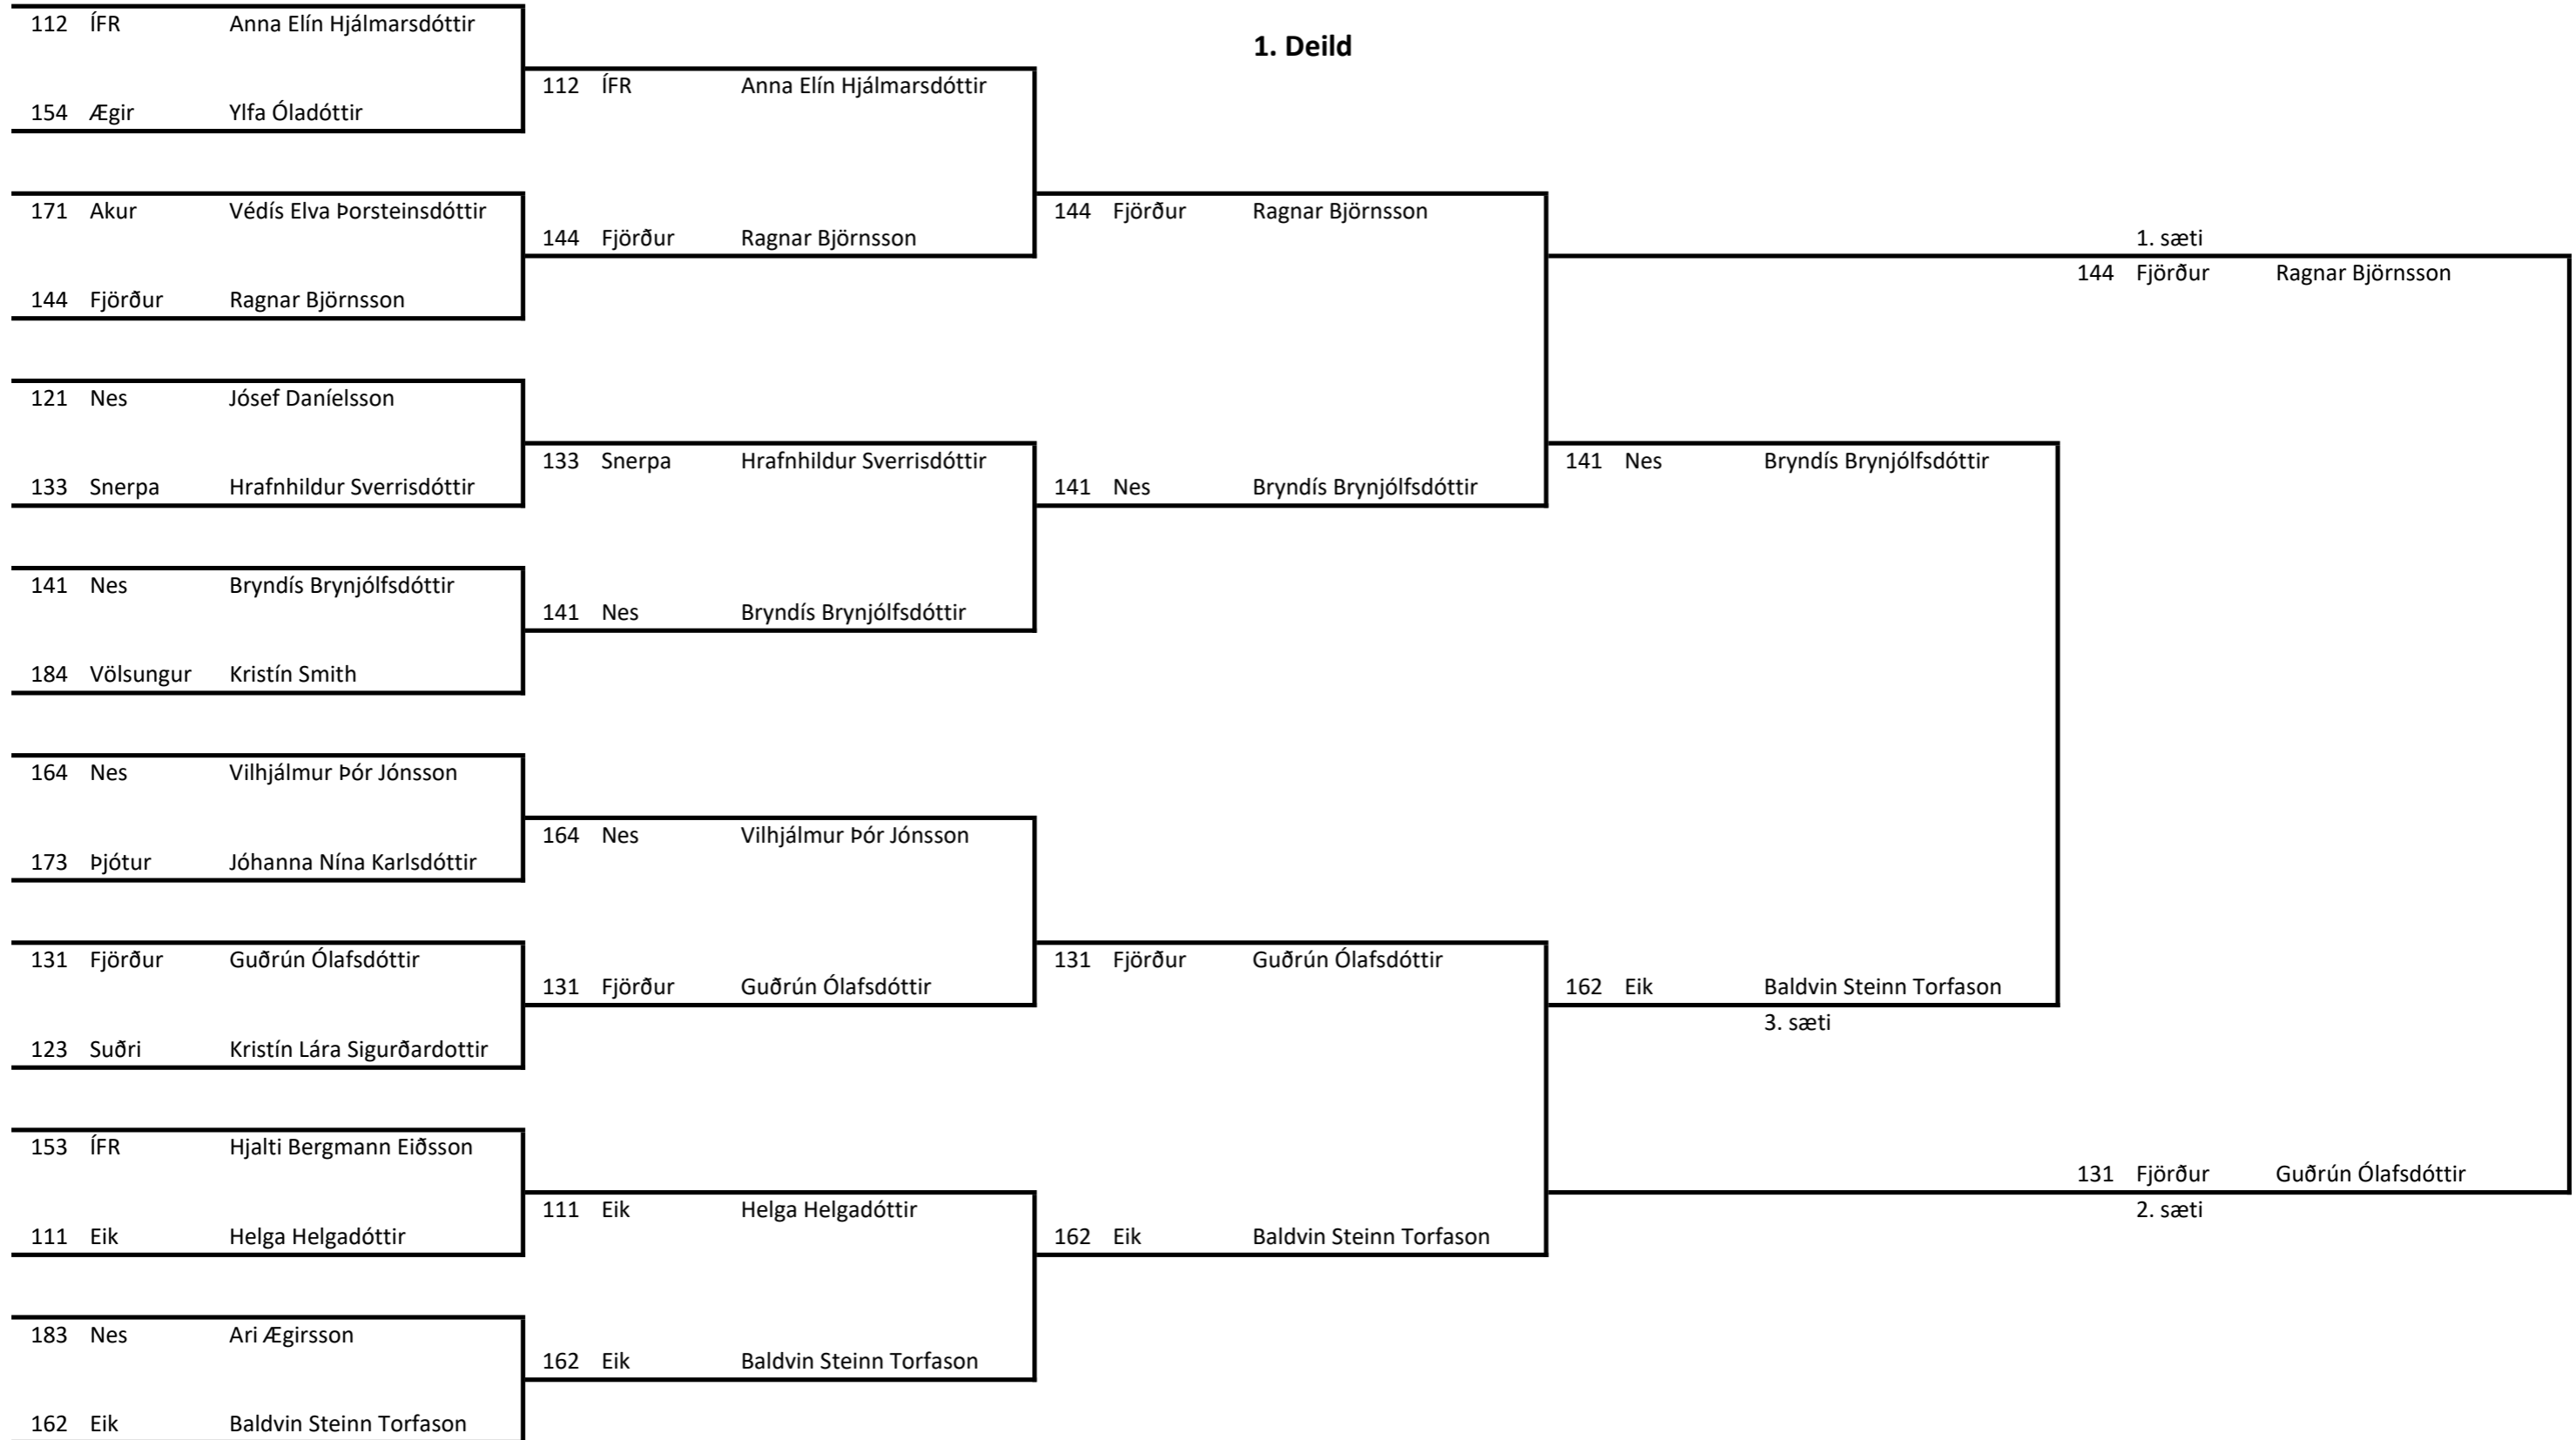 1. Deild
112 ÍFR Anna Elín Hjálmarsdóttir
154 Ægir Ylfa Óladóttir
171 Akur Védís Elva Þorsteinsdóttir
144 Fjörður Ragnar Björnsson
121 Nes Jósef Daníelsson
133 Snerpa Hrafnhildur Sverrisdóttir
141 Nes Bryndís Brynjólfsdóttir
184 Völsungur Kristín Smith
164 Nes Vilhjálmur Þór Jónsson
173 Þjótur Jóhanna Nína Karlsdóttir
131 Fjörður Guðrún Ólafsdóttir
123 Suðri Kristín Lára Sigurðardottir
153 ÍFR Hjalti Bergmann Eiðsson
111 Eik Helga Helgadóttir
183 Nes Ari Ægirsson
162 Eik Baldvin Steinn Torfason
112 ÍFR Anna Elín Hjálmarsdóttir
144 Fjörður Ragnar Björnsson
133 Snerpa Hrafnhildur Sverrisdóttir
141 Nes Bryndís Brynjólfsdóttir
164 Nes Vilhjálmur Þór Jónsson
131 Fjörður Guðrún Ólafsdóttir
111 Eik Helga Helgadóttir
162 Eik Baldvin Steinn Torfason
144 Fjörður Ragnar Björnsson
141 Nes Bryndís Brynjólfsdóttir
131 Fjörður Guðrún Ólafsdóttir
162 Eik Baldvin Steinn Torfason
141 Nes Bryndís Brynjólfsdóttir
162 Eik Baldvin Steinn Torfason
3. sæti
1. sæti
144 Fjörður Ragnar Björnsson
131 Fjörður Guðrún Ólafsdóttir
2. sæti